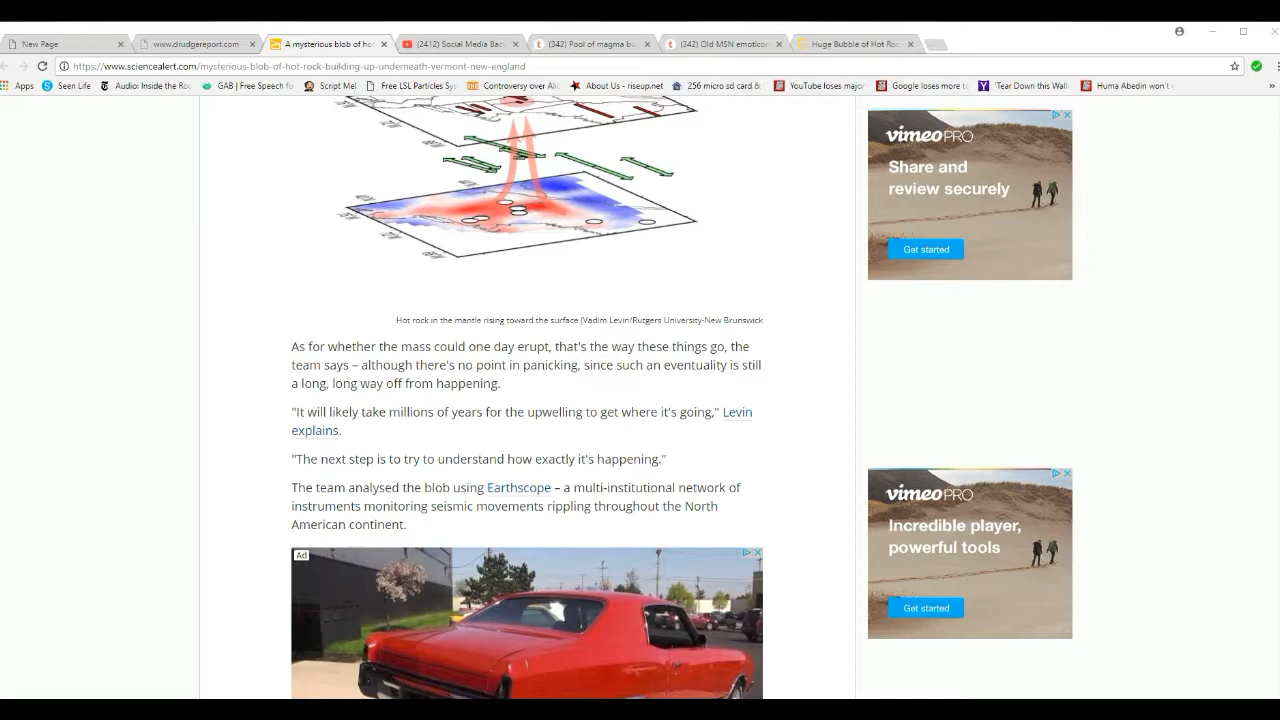 New Page
www.drudgereport.com
A mysterious blob of ho
(2412) Social Media Bac
(342) Pool of magma bu
(342) Old MSN emoticor
Huge Bubble of Hot Roc
https://www.sciencealert.com/mysterious-blob-of-hot-rock-building-up-underneath-vermont-new-england
Apps
Seen Life
Audio: Inside the Ro
GAB | Free Speech fo
Script Me!
Free LSL Particles Sys
Controversy over Ali
About Us - riseup.net
256 micro sd card &
YouTube loses major
Google loses more t
'Tear Down this Wall
Huma Abedin won't
vimeo PRO
Share and
review securely
Get started
Hot rock in the mantle rising toward the surface (Vadim Levin/Rutgers University-New Brunswick
As for whether the mass could one day erupt, that's the way these things go, the
team says – although there's no point in panicking, since such an eventuality is still
a long, long way off from happening.
"It will likely take millions of years for the upwelling to get where it's going," Levin
explains.
"The next step is to try to understand how exactly it's happening."
The team analysed the blob using Earthscope – a multi-institutional network of
instruments monitoring seismic movements rippling throughout the North
American continent.
Ad
vimeo PRO
Incredible player,
powerful tools
Get started